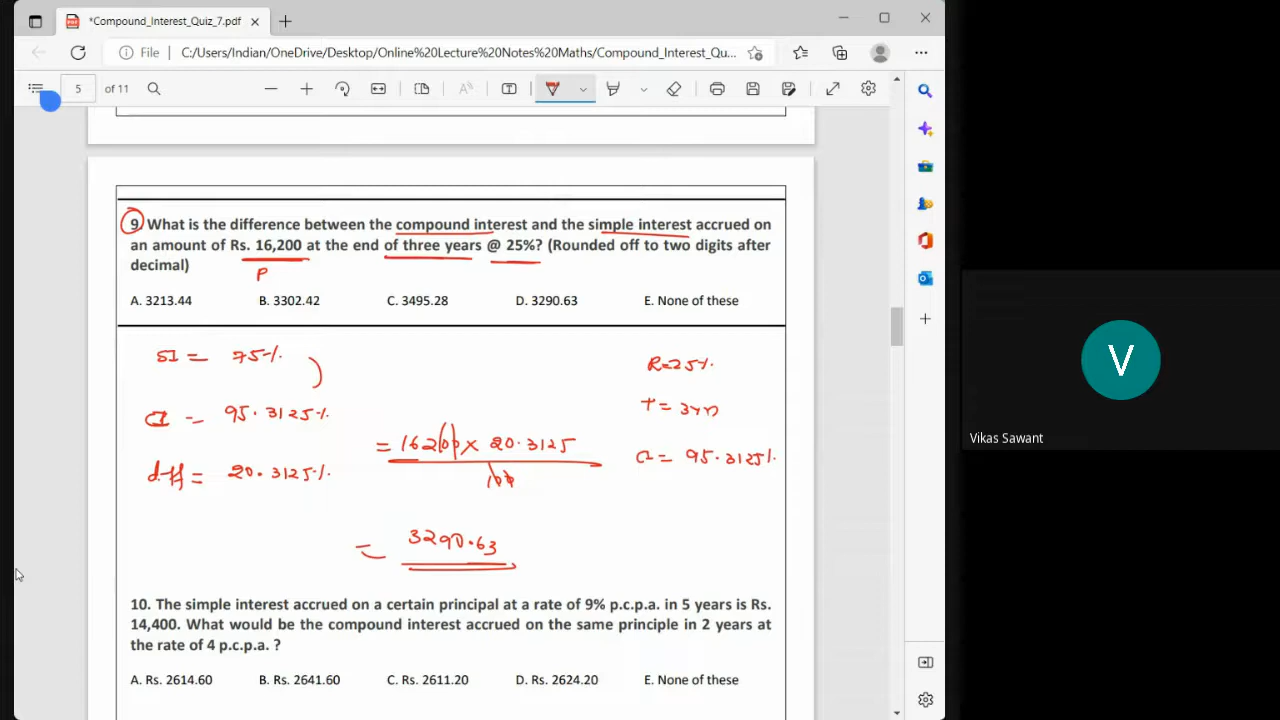 *Compound_Interest_Quiz_7.pdf
File C:/Users/Indian/OneDrive/Desktop/Online%20Lecture%20Notes%20Maths/Compound_Interest_Qu...
5 of 11
9. What is the difference between the compound interest and the simple interest accrued on
an amount of Rs. 16,200 at the end of three years @ 25%? (Rounded off to two digits after
decimal)
P
A. 3213.44 B. 3302.42 C. 3495.28 D. 3290.63 E. None of these
SI = 75%
R=25%
CI = 95.3125%
T = 3yrs
= 16200 x 20.3125
100
CI = 95.3125%
diff = 20.3125%
= 3290.63
10. The simple interest accrued on a certain principal at a rate of 9% p.c.p.a. in 5 years is Rs.
14,400. What would be the compound interest accrued on the same principle in 2 years at
the rate of 4 p.c.p.a. ?
A. Rs. 2614.60 B. Rs. 2641.60 C. Rs. 2611.20 D. Rs. 2624.20 E. None of these
V
Vikas Sawant